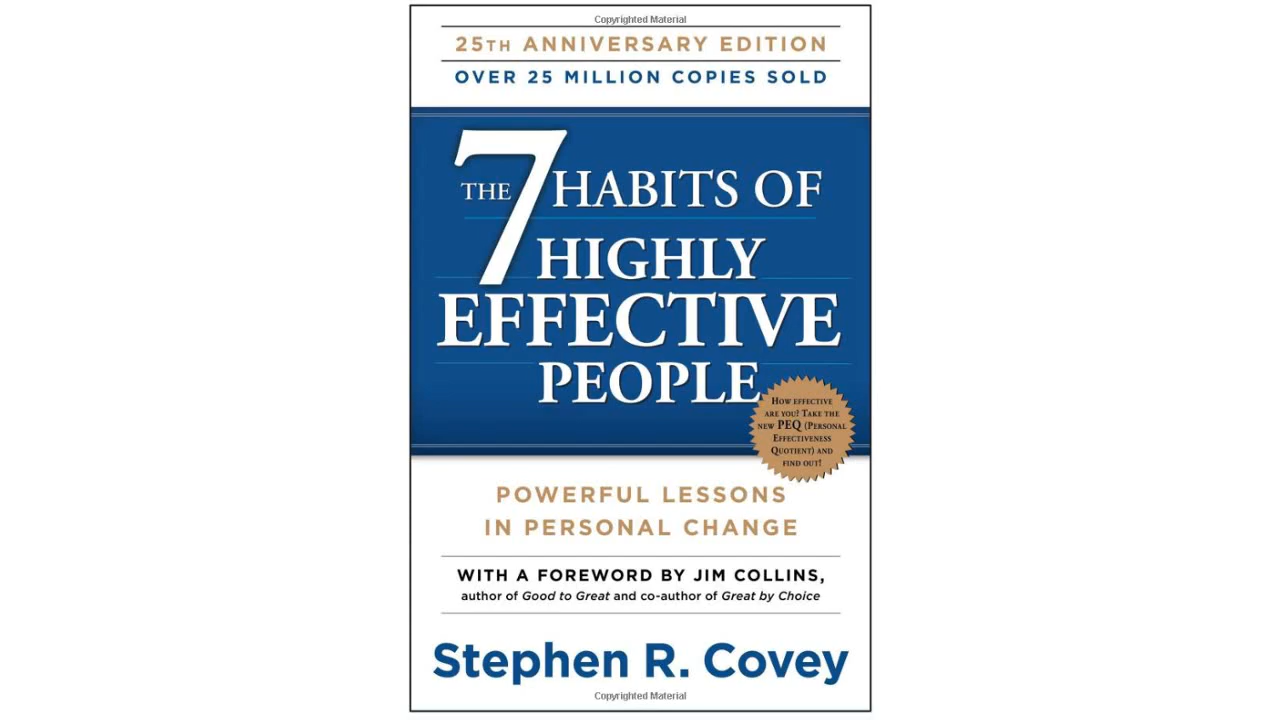 Copyrighted Material
25TH ANNIVERSARY EDITION
OVER 25 MILLION COPIES SOLD
THE 7 HABITS OF
HIGHLY
EFFECTIVE
PEOPLE
HOW EFFECTIVE
ARE YOU? TAKE THE
NEW PEQ (PERSONAL
EFFECTIVENESS
QUOTIENT) AND
FIND OUT!
POWERFUL LESSONS
IN PERSONAL CHANGE
WITH A FOREWORD BY JIM COLLINS,
author of Good to Great and co-author of Great by Choice
Stephen R. Covey
Copyrighted Material